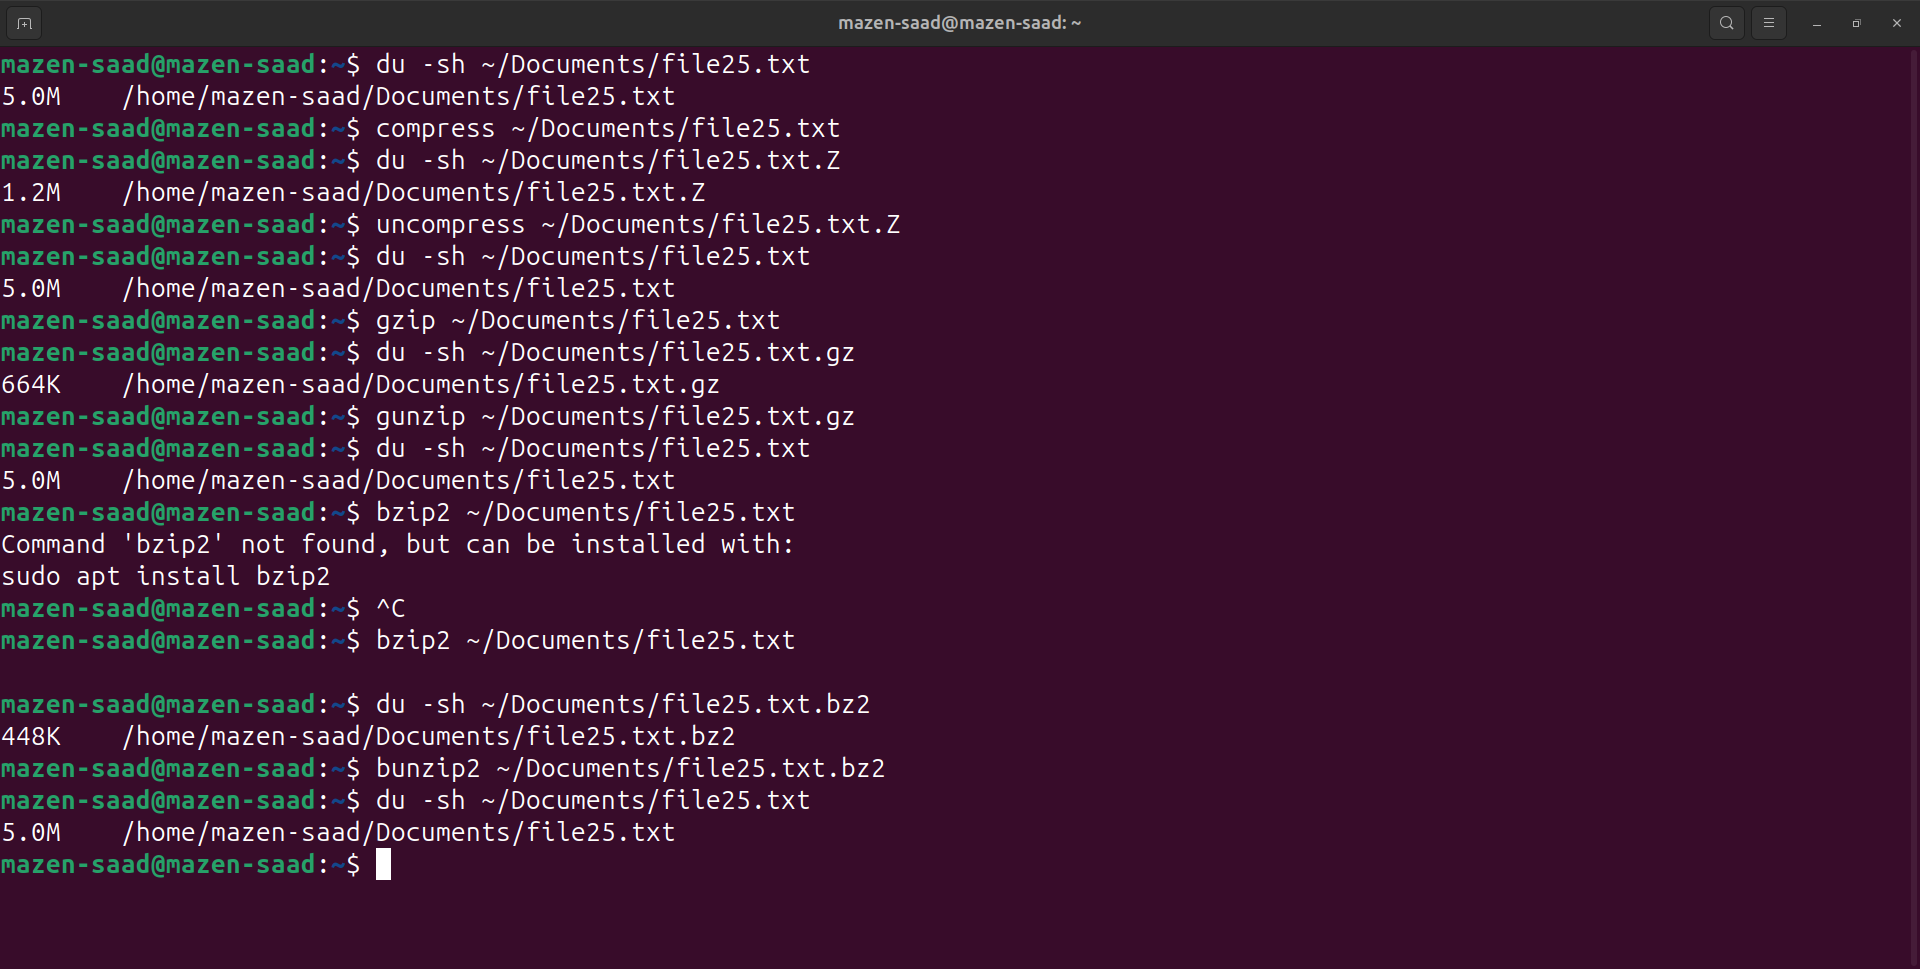 mazen-saad@mazen-saad: ~
mazen-saad@mazen-saad:~$ du -sh ~/Documents/file25.txt
5.0M    /home/mazen-saad/Documents/file25.txt
mazen-saad@mazen-saad:~$ compress ~/Documents/file25.txt
mazen-saad@mazen-saad:~$ du -sh ~/Documents/file25.txt.Z
1.2M    /home/mazen-saad/Documents/file25.txt.Z
mazen-saad@mazen-saad:~$ uncompress ~/Documents/file25.txt.Z
mazen-saad@mazen-saad:~$ du -sh ~/Documents/file25.txt
5.0M    /home/mazen-saad/Documents/file25.txt
mazen-saad@mazen-saad:~$ gzip ~/Documents/file25.txt
mazen-saad@mazen-saad:~$ du -sh ~/Documents/file25.txt.gz
664K    /home/mazen-saad/Documents/file25.txt.gz
mazen-saad@mazen-saad:~$ gunzip ~/Documents/file25.txt.gz
mazen-saad@mazen-saad:~$ du -sh ~/Documents/file25.txt
5.0M    /home/mazen-saad/Documents/file25.txt
mazen-saad@mazen-saad:~$ bzip2 ~/Documents/file25.txt
Command 'bzip2' not found, but can be installed with:
sudo apt install bzip2
mazen-saad@mazen-saad:~$ ^C
mazen-saad@mazen-saad:~$ bzip2 ~/Documents/file25.txt
mazen-saad@mazen-saad:~$ du -sh ~/Documents/file25.txt.bz2
448K    /home/mazen-saad/Documents/file25.txt.bz2
mazen-saad@mazen-saad:~$ bunzip2 ~/Documents/file25.txt.bz2
mazen-saad@mazen-saad:~$ du -sh ~/Documents/file25.txt
5.0M    /home/mazen-saad/Documents/file25.txt
mazen-saad@mazen-saad:~$